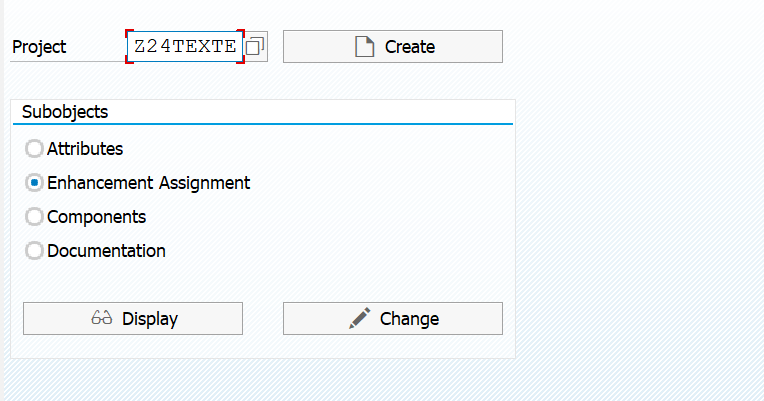 Project Z24TEXTE Create
Subobjects
Attributes
Enhancement Assignment
Components
Documentation
Display Change